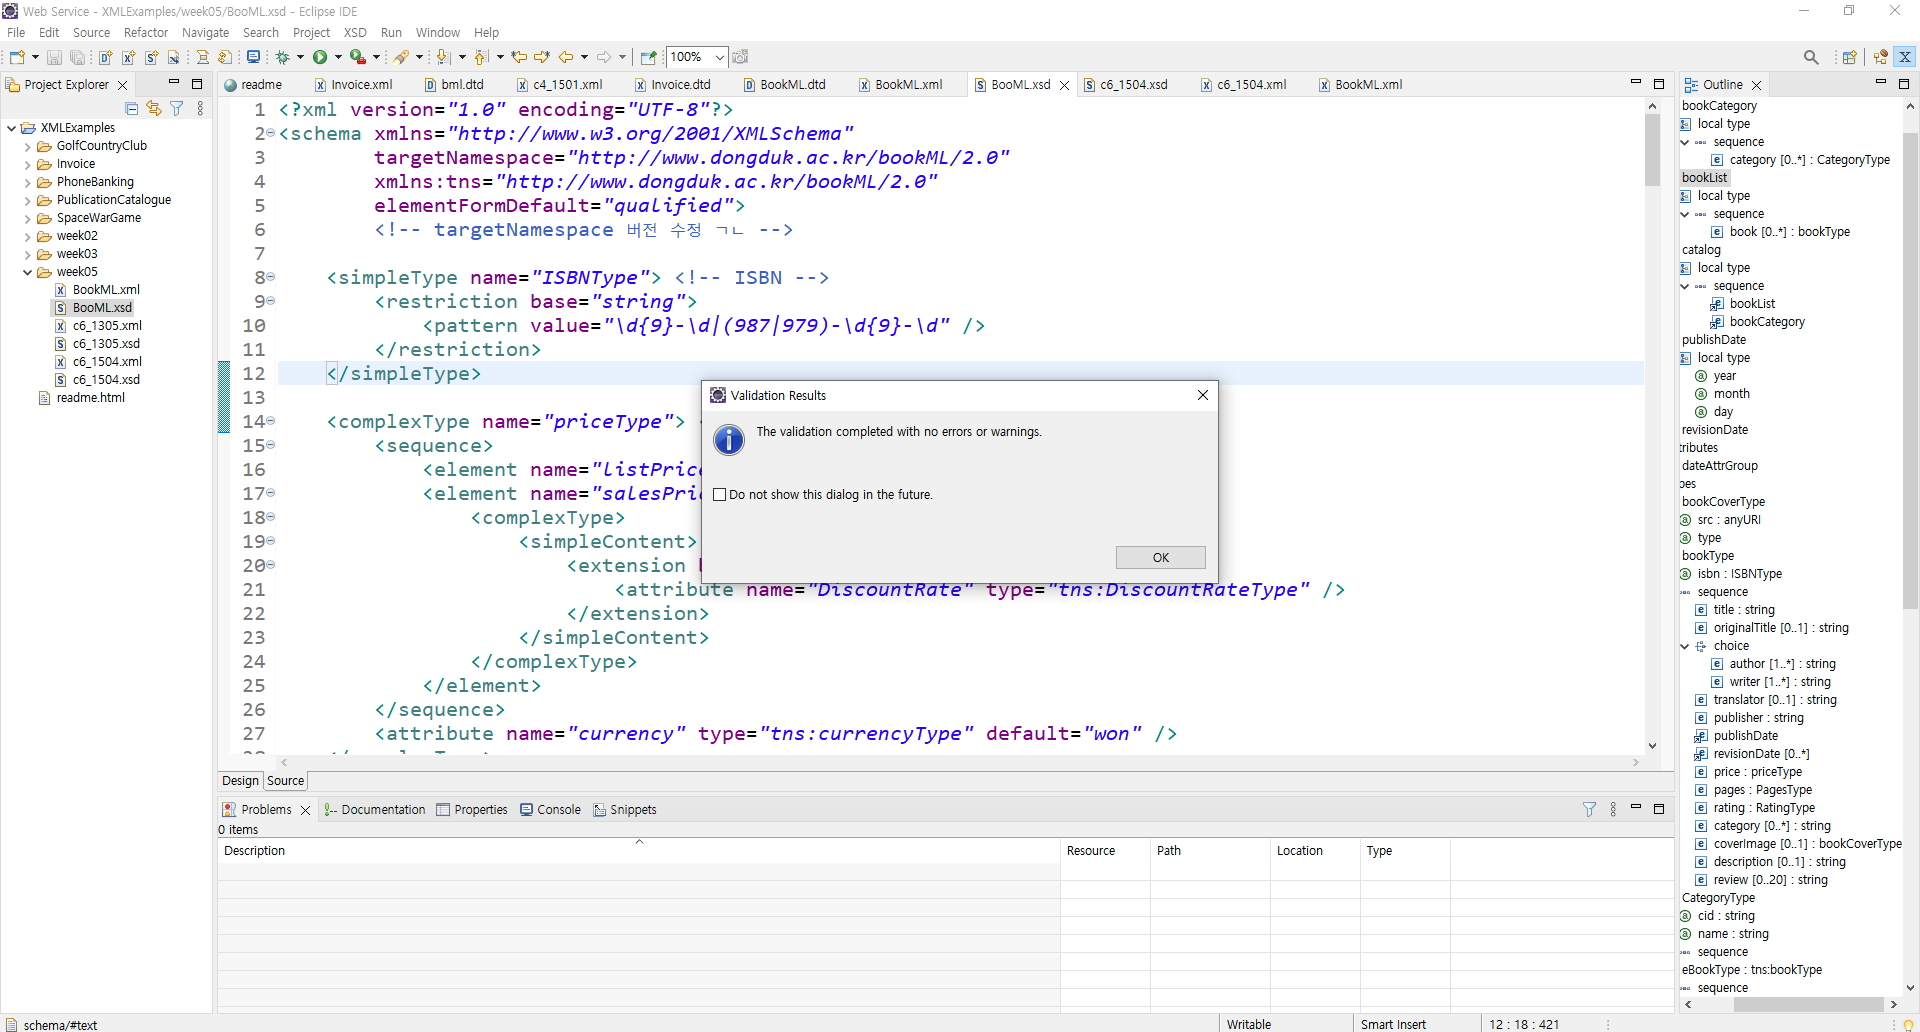 Web Service - XMLExamples/week05/BooML.xsd - Eclipse IDE
File Edit Source Refactor Navigate Search Project XSD Run Window Help
100%
Project Explorer
XMLExamples
GolfCountryClub
Invoice
PhoneBanking
PublicationCatalogue
SpaceWarGame
week02
week03
week05
BookML.xml
BooML.xsd
c6_1305.xml
c6_1305.xsd
c6_1504.xml
c6_1504.xsd
readme.html
readme Invoice.xml bml.dtd c4_1501.xml Invoice.dtd BookML.dtd BookML.xml BooML.xsd c6_1504.xsd c6_1504.xml BookML.xml
1 <?xml version="1.0" encoding="UTF-8"?>
2 <schema xmlns="http://www.w3.org/2001/XMLSchema"
3 targetNamespace="http://www.dongduk.ac.kr/bookML/2.0"
4 xmlns:tns="http://www.dongduk.ac.kr/bookML/2.0"
5 elementFormDefault="qualified">
6 <!-- targetNamespace 버전 수정 ㄱㄴ -->
7
8 <simpleType name="ISBNType"> <!-- ISBN -->
9 <restriction base="string">
10 <pattern value="\d{9}-\d|(987|979)-\d{9}-\d" />
11 </restriction>
12 </simpleType>
13
14 <complexType name="priceType">
15 <sequence>
16 <element name="listPric
17 <element name="salesPri
18 <complexType>
19 <simpleContent>
20 <extension
21 <attribute name="DiscountRate" type="tns:DiscountRateType" />
22 </extension>
23 </simpleContent>
24 </complexType>
25 </element>
26 </sequence>
27 <attribute name="currency" type="tns:currencyType" default="won" />
Validation Results
The validation completed with no errors or warnings.
Do not show this dialog in the future.
OK
Design Source
Problems Documentation Properties Console Snippets
0 items
Description Resource Path Location Type
Outline
bookCategory
local type
sequence
category [0..*] : CategoryType
bookList
local type
sequence
book [0..*] : bookType
catalog
local type
sequence
bookList
bookCategory
publishDate
local type
year
month
day
revisionDate
tributes
dateAttrGroup
pes
bookCoverType
src : anyURI
type
bookType
isbn : ISBNType
sequence
title : string
originalTitle [0..1] : string
choice
author [1..*] : string
writer [1..*] : string
translator [0..1] : string
publisher : string
publishDate
revisionDate [0..*]
price : priceType
pages : PagesType
rating : RatingType
category [0..*] : string
coverImage [0..1] : bookCoverType
description [0..1] : string
review [0..20] : string
CategoryType
cid : string
name : string
sequence
eBookType : tns:bookType
sequence
schema/#text
Writable Smart Insert 12 : 18 : 421